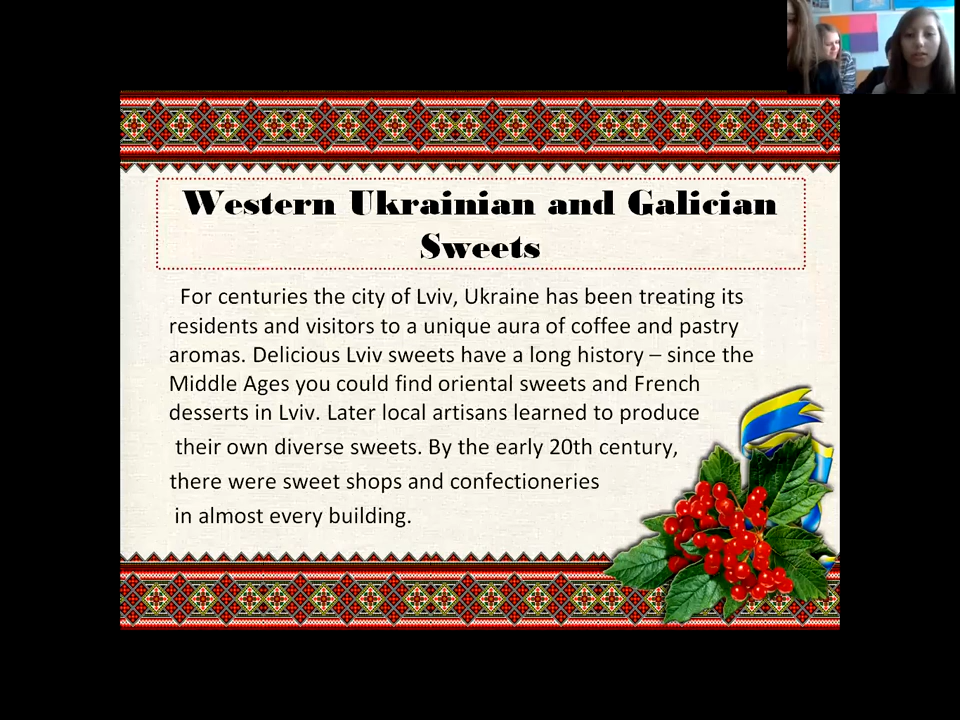 Western Ukrainian and Galician
Sweets
For centuries the city of Lviv, Ukraine has been treating its
residents and visitors to a unique aura of coffee and pastry
aromas. Delicious Lviv sweets have a long history – since the
Middle Ages you could find oriental sweets and French
desserts in Lviv. Later local artisans learned to produce
their own diverse sweets. By the early 20th century,
there were sweet shops and confectioneries
in almost every building.